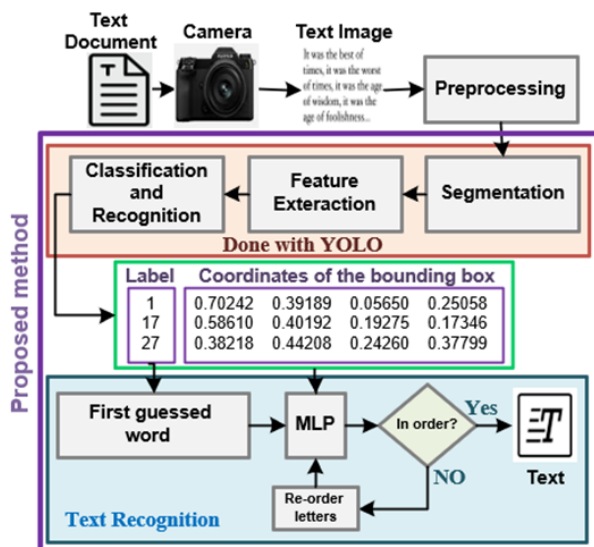 Text
Document
Camera
Text Image
It was the best of
times, it was the worst
of times, it was the age
of wisdom, it was the
age of foolishness...
Preprocessing
Proposed method
Classification
and
Recognition
Feature
Exteraction
Segmentation
Done with YOLO
Label Coordinates of the bounding box
1 0.70242 0.39189 0.05650 0.25058
17 0.58610 0.40192 0.19275 0.17346
27 0.38218 0.44208 0.24260 0.37799
First guessed
word
MLP
In order?
Yes
Text
NO
Re-order
letters
Text Recognition